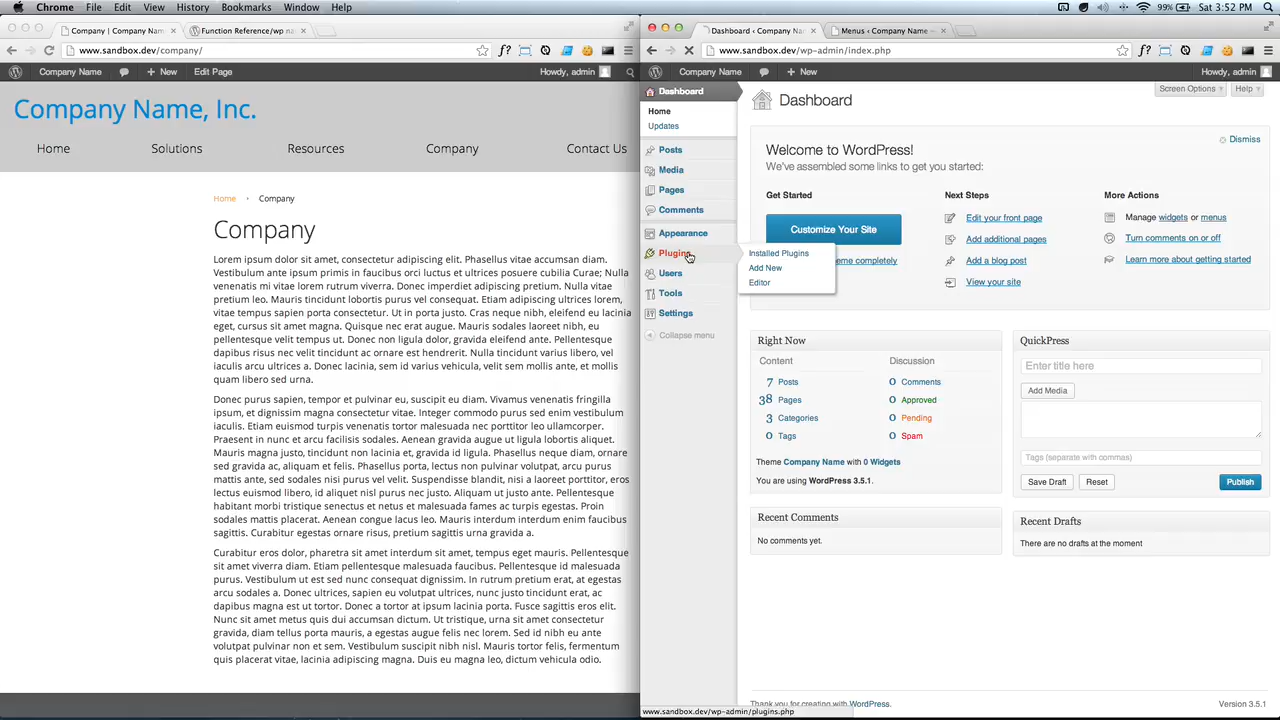 Chrome File Edit View History Bookmarks Window Help
99% Sat 3:52 PM
Company | Company Nam
Function Reference/wp na
www.sandbox.dev/company/
Company Name
+ New
Edit Page
Howdy, admin
Company Name, Inc.
Home Solutions Resources Company Contact Us
Home › Company
Company
Lorem ipsum dolor sit amet, consectetur adipiscing elit. Phasellus vitae accumsan diam.
Vestibulum ante ipsum primis in faucibus orci luctus et ultrices posuere cubilia Curae; Nulla
venenatis mi vitae lorem rutrum viverra. Donec imperdiet adipiscing pretium. Vestibulum id
pretium leo. Mauris tincidunt lobortis purus vel consequat. Etiam adipiscing ultrices lorem,
vitae tempus sapien porta consectetur. Ut in porta justo. Cras neque nibh, eleifend in cursus
eget, cursus sit amet magna. Quisque nec erat augue. Mauris sodales laoreet nibh, eu
pellentesque velit tempus ut. Donec non ligula dolor, gravida eleifend ante. Pellentesque
dapibus risus nec velit tincidunt ac ornare est hendrerit. Nulla tincidunt varius libero, vel
iaculis arcu ultrices a. Donec lacinia, sem id varius vehicula, velit sem mollis ante, et mollis
quam libero sed urna.
Donec purus sapien, tempor et pulvinar eu, suscipit eu diam. Vivamus venenatis fringilla
ipsum, et dignissim magna consectetur vitae. Integer commodo purus sed enim vestibulum
iaculis. Etiam euismod turpis venenatis tortor malesuada nec porttitor leo ullamcorper.
Praesent in nunc et arcu facilisis sodales. Aenean gravida augue ut ligula lobortis aliquet.
Mauris magna justo, tincidunt non lacinia et, gravida id ligula. Phasellus neque diam, ornare
sed gravida ac, aliquam et felis. Phasellus porta, lectus non pulvinar volutpat, arcu purus
mattis ante, sed mattis nisi purus vel velit. Suspendisse blandit, nisi a laoreet porttitor, eros
lectus euismod libero, id aliquet nisl purus nec justo. Aliquam ut justo ante. Pellentesque
habitant morbi tristique senectus et netus et malesuada fames ac turpis egestas. Proin
sodales mattis placerat. Aenean congue lacus leo. Mauris interdum interdum enim faucibus
sagittis. Curabitur egestas ornare risus, pretium sagittis urna gravida a.
Curabitur eros dolor, pharetra sit amet interdum sit amet, tempus eget mauris. Pellentesque
sit amet viverra diam. Etiam pellentesque malesuada faucibus. Pellentesque id malesuada
purus. Vestibulum ut est sed nunc consequat dignissim. In rutrum pretium erat, at egestas
arcu sodales a. Donec ultrices, sapien eu volutpat ultricies, justo tincidunt erat, ac
dapibus magna est ut tortor. Donec a tortor at ipsum lacinia porta. Fusce sagittis eros elit.
Nunc sit amet metus quis dui accumsan dictum. Ut tristique, urna sit amet consectetur
gravida, diam tellus porta mauris, a egestas augue felis nec lorem. Sed id nibh eu ante
volutpat pulvinar non et sem. Vestibulum suscipit nibh mi. Mauris tortor felis, fermentum
quis placerat vitae, lacinia adipiscing magna. Duis eu magna leo, dictum vehicula odio.
Dashboard ‹ Company Na
Menus ‹ Company Name —
www.sandbox.dev/wp-admin/index.php
Company Name
+ New
Howdy, admin
Dashboard
Home
Updates
Posts
Media
Pages
Comments
Appearance
Plugins
Users
Tools
Settings
Collapse menu
Installed Plugins
Add New
Editor
Screen Options
Help
Dashboard
Dismiss
Welcome to WordPress!
We've assembled some links to get you started:
Get Started
Customize Your Site
eme completely
Next Steps
Edit your front page
Add additional pages
Add a blog post
View your site
More Actions
Manage widgets or menus
Turn comments on or off
Learn more about getting started
Right Now
Content Discussion
7 Posts 0 Comments
38 Pages 0 Approved
3 Categories 0 Pending
0 Tags 0 Spam
Theme Company Name with 0 Widgets
You are using WordPress 3.5.1.
Recent Comments
No comments yet.
QuickPress
Enter title here
Add Media
Tags (separate with commas)
Save Draft Reset Publish
Recent Drafts
There are no drafts at the moment
Thank you for creating with WordPress.
Version 3.5.1
www.sandbox.dev/wp-admin/plugins.php